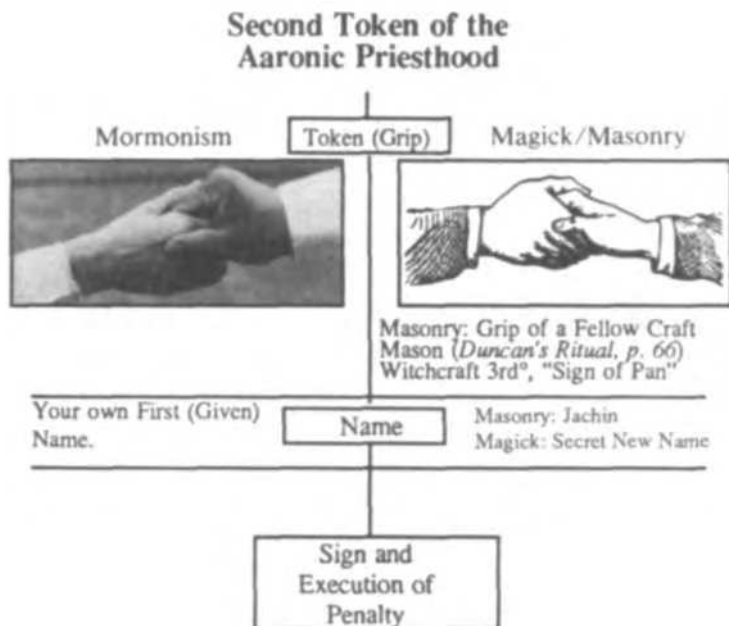 Second Token of the
Aaronic Priesthood
Mormonism
Token (Grip)
Magick/Masonry
Masonry: Grip of a Fellow Craft
Mason (Duncan's Ritual, p. 66)
Witchcraft 3rd°, "Sign of Pan"
Your own First (Given)
Name.
Name
Masonry: Jachin
Magick: Secret New Name
Sign and
Execution of
Penalty